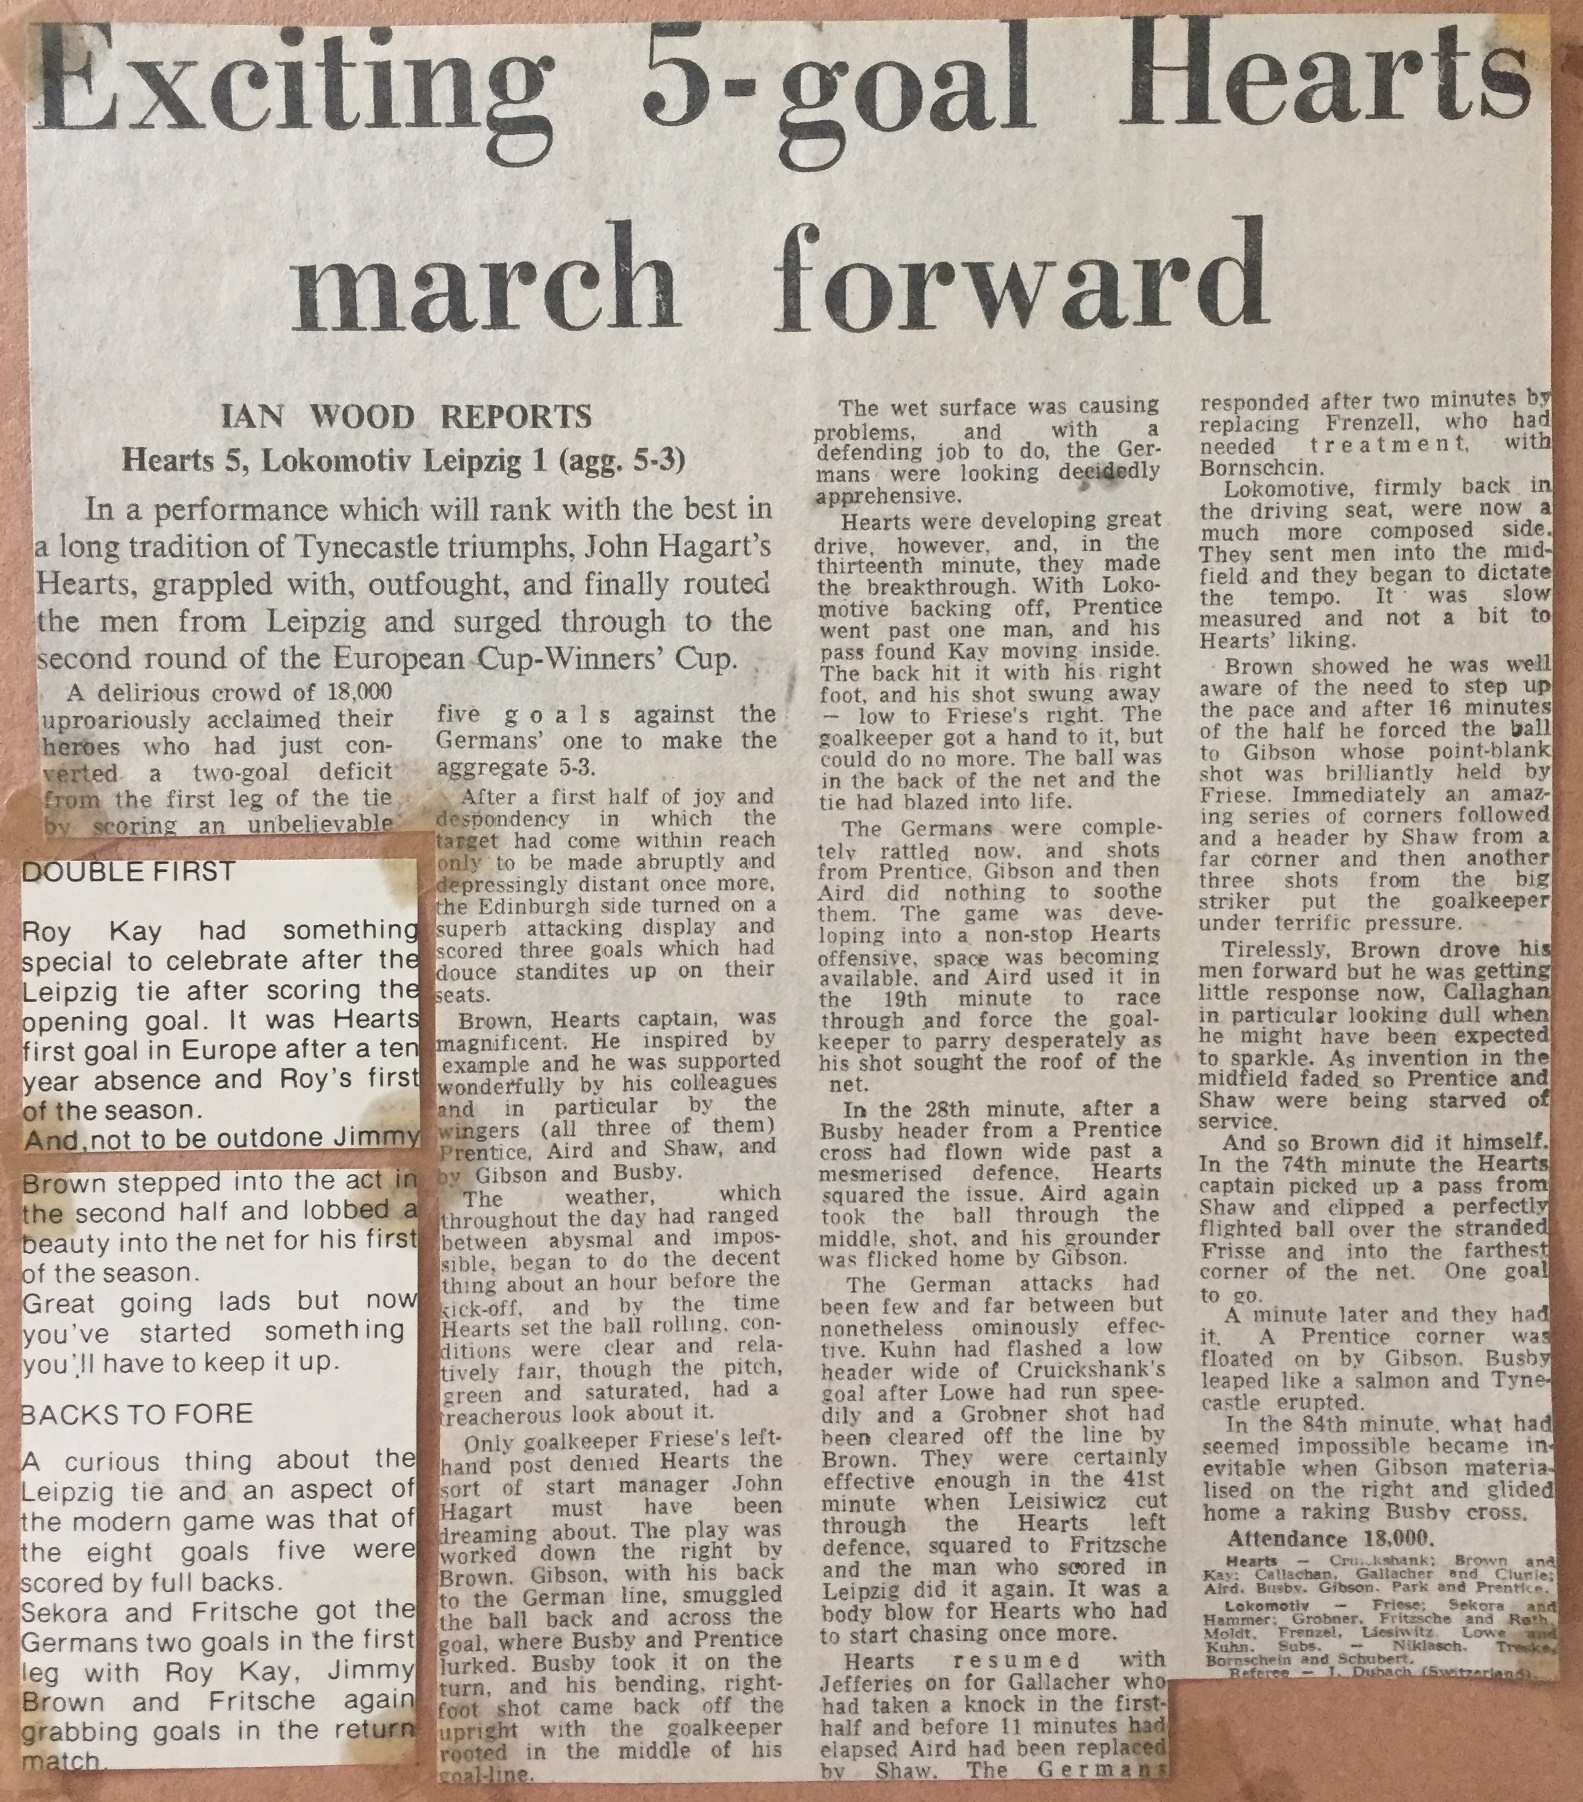 Exciting 5-goal Hearts
march forward
IAN WOOD REPORTS
Hearts 5, Lokomotiv Leipzig 1 (agg. 5-3)
In a performance which will rank with the best in
a long tradition of Tynecastle triumphs, John Hagart's
Hearts, grappled with, outfought, and finally routed
the men from Leipzig and surged through to the
second round of the European Cup-Winners' Cup.
A delirious crowd of 18,000
uproariously acclaimed their
heroes who had just con-
verted a two-goal deficit
from the first leg of the tie
by scoring an unbelievable
five goals against the
Germans' one to make the
aggregate 5-3.
After a first half of joy and
despondency in which the
target had come within reach
only to be made abruptly and
depressingly distant once more,
the Edinburgh side turned on a
superb attacking display and
scored three goals which had
douce standites up on their
seats.
Brown, Hearts captain, was
magnificent. He inspired by
example and he was supported
wonderfully by his colleagues
and in particular by the
wingers (all three of them)
Prentice, Aird and Shaw, and
by Gibson and Busby.
The weather, which
throughout the day had ranged
between abysmal and impos-
sible, began to do the decent
thing about an hour before the
kick-off, and by the time
Hearts set the ball rolling, con-
ditions were clear and rela-
tively fair, though the pitch,
green and saturated, had a
treacherous look about it.
Only goalkeeper Friese's left-
hand post denied Hearts the
sort of start manager John
Hagart must have been
dreaming about. The play was
worked down the right by
Brown. Gibson, with his back
to the German line, smuggled
the ball back and across the
goal, where Busby and Prentice
lurked. Busby took it on the
turn, and his bending, right-
foot shot came back off the
upright with the goalkeeper
rooted in the middle of his
goal-line.
The wet surface was causing
problems, and with a
defending job to do, the Ger-
mans were looking decidedly
apprehensive.
Hearts were developing great
drive, however, and, in the
thirteenth minute, they made
the breakthrough. With Loko-
motive backing off, Prentice
went past one man, and his
pass found Kay moving inside.
The back hit it with his right
foot, and his shot swung away
— low to Friese's right. The
goalkeeper got a hand to it, but
could do no more. The ball was
in the back of the net and the
tie had blazed into life.
The Germans were comple-
tely rattled now, and shots
from Prentice, Gibson and then
Aird did nothing to soothe
them. The game was deve-
loping into a non-stop Hearts
offensive, space was becoming
available, and Aird used it in
the 19th minute to race
through and force the goal-
keeper to parry desperately as
his shot sought the roof of the
net.
In the 28th minute, after a
Busby header from a Prentice
cross had flown wide past a
mesmerised defence, Hearts
squared the issue. Aird again
took the ball through the
middle, shot, and his grounder
was flicked home by Gibson.
The German attacks had
been few and far between but
nonetheless ominously effec-
tive. Kuhn had flashed a low
header wide of Cruickshank's
goal after Lowe had run spee-
dily and a Grobner shot had
been cleared off the line by
Brown. They were certainly
effective enough in the 41st
minute when Leisiwicz cut
through the Hearts left
defence, squared to Fritzsche
and the man who scored in
Leipzig did it again. It was a
body blow for Hearts who had
to start chasing once more.
Hearts resumed with
Jefferies on for Gallacher who
had taken a knock in the first-
half and before 11 minutes had
elapsed Aird had been replaced
by Shaw. The Germans
responded after two minutes by
replacing Frenzell, who had
needed treatment, with
Bornschcin.
Lokomotive, firmly back in
the driving seat, were now a
much more composed side.
They sent men into the mid-
field and they began to dictate
the tempo. It was slow
measured and not a bit to
Hearts' liking.
Brown showed he was well
aware of the need to step up
the pace and after 16 minutes
of the half he forced the ball
to Gibson whose point-blank
shot was brilliantly held by
Friese. Immediately an amaz-
ing series of corners followed
and a header by Shaw from a
far corner and then another
three shots from the big
striker put the goalkeeper
under terrific pressure.
Tirelessly, Brown drove his
men forward but he was getting
little response now, Callaghan
in particular looking dull when
he might have been expected
to sparkle. As invention in the
midfield faded so Prentice and
Shaw were being starved of
service.
And so Brown did it himself.
In the 74th minute the Hearts
captain picked up a pass from
Shaw and clipped a perfectly
flighted ball over the stranded
Frisse and into the farthest
corner of the net. One goal
to go.
A minute later and they had
it. A Prentice corner was
floated on by Gibson, Busby
leaped like a salmon and Tyne-
castle erupted.
In the 84th minute, what had
seemed impossible became in-
evitable when Gibson materia-
lised on the right and glided
home a raking Busby cross.
Attendance 18,000.
Hearts — Brown and
Kay; Callachan, Gallacher and Clunie;
Aird, Busby, Gibson, Park and Prentice.
Lokomotiv — Friese; Sekora and
Hammer; Grobner, Fritzsche and Roth,
Moldt, Frenzel, Liesiwitz, Lowe and
Kuhn. Subs. — Niklasch, Treske,
Bornschein and Schubert.
Referee — J. Dubach (Switzerland).
DOUBLE FIRST
Roy Kay had something
special to celebrate after the
Leipzig tie after scoring the
opening goal. It was Hearts
first goal in Europe after a ten
year absence and Roy's first
of the season.
And, not to be outdone Jimmy
Brown stepped into the act in
the second half and lobbed a
beauty into the net for his first
of the season.
Great going lads but now
you've started something
you'll have to keep it up.
BACKS TO FORE
A curious thing about the
Leipzig tie and an aspect of
the modern game was that of
the eight goals five were
scored by full backs.
Sekora and Fritsche got the
Germans two goals in the first
leg with Roy Kay, Jimmy
Brown and Fritsche again
grabbing goals in the return
match.